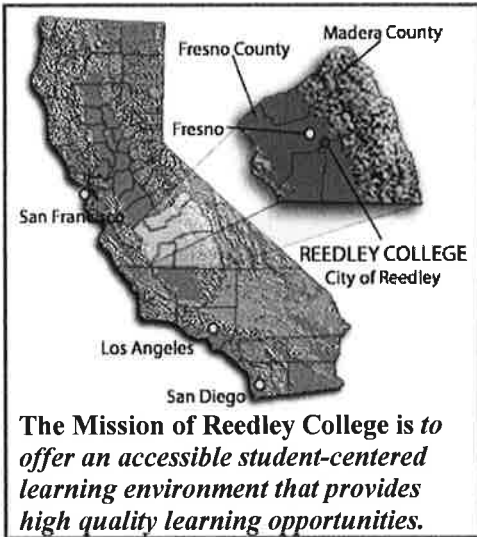 Madera County
Fresno County
Fresno
San Francisco
REEDLEY COLLEGE
City of Reedley
Los Angeles
San Diego
The Mission of Reedley College is to
offer an accessible student-centered
learning environment that provides
high quality learning opportunities.